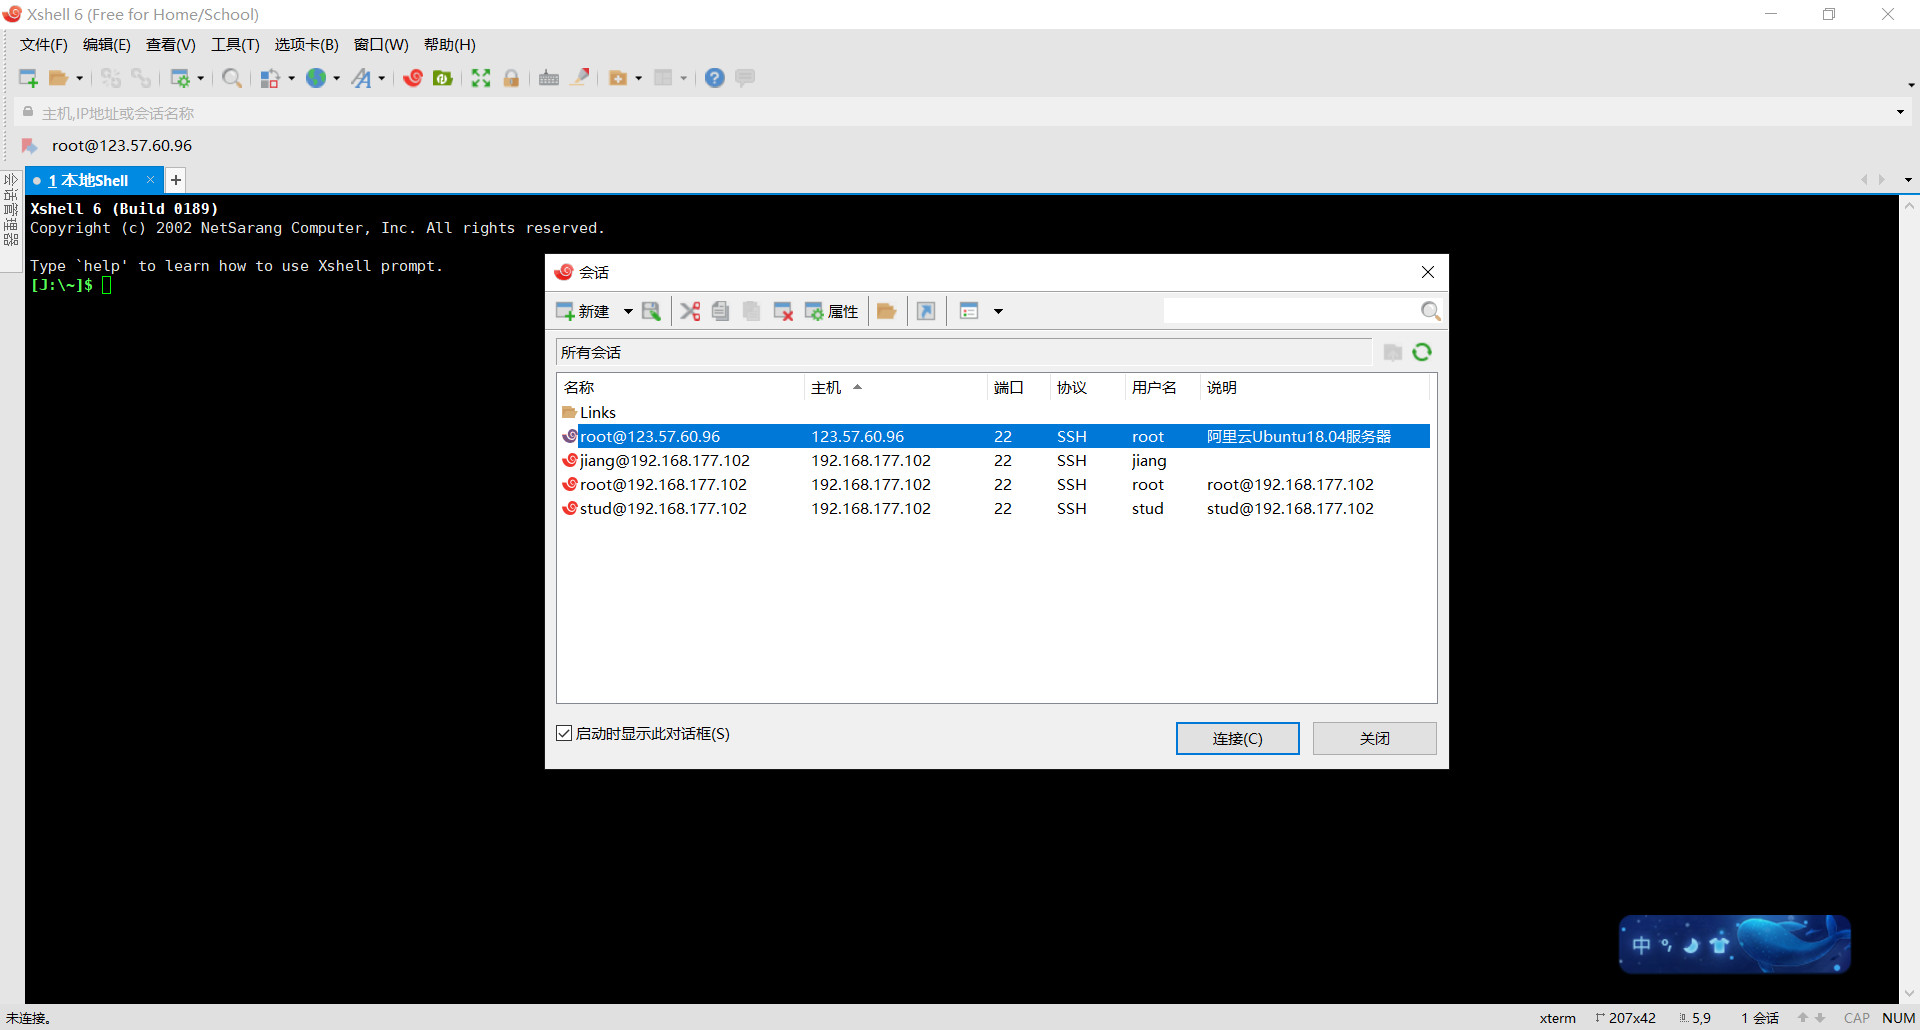 Xshell 6 (Free for Home/School)
文件(F) 编辑(E) 查看(V) 工具(T) 选项卡(B) 窗口(W) 帮助(H)
主机,IP地址或会话名称
root@123.57.60.96
会话管理器
1 本地Shell
Xshell 6 (Build 0189)
Copyright (c) 2002 NetSarang Computer, Inc. All rights reserved.
Type `help' to learn how to use Xshell prompt.
[J:\~]$
会话
新建 属性
所有会话
名称 主机 端口 协议 用户名 说明
Links
root@123.57.60.96 123.57.60.96 22 SSH root 阿里云Ubuntu18.04服务器
jiang@192.168.177.102 192.168.177.102 22 SSH jiang
root@192.168.177.102 192.168.177.102 22 SSH root root@192.168.177.102
stud@192.168.177.102 192.168.177.102 22 SSH stud stud@192.168.177.102
启动时显示此对话框(S)
连接(C) 关闭
中 °,
未连接。 xterm 207x42 5,9 1 会话 CAP NUM